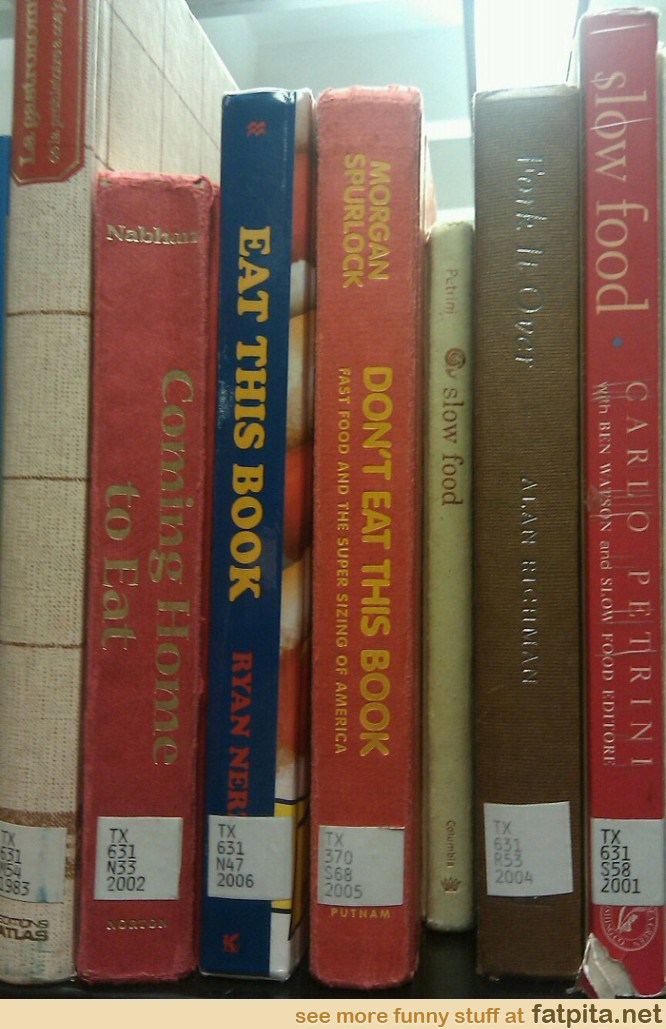 La gastronom
TX
631
M54
1983
EDITIONS
ATLAS
Nabhan
Coming Home
to Eat
TX
631
N33
2002
NORTON
EAT THIS BOOK
RYAN NER
TX
631
N47
2006
MORGAN
SPURLOCK
DON'T EAT THIS BOOK
FAST FOOD AND THE SUPER SIZING OF AMERICA
TX
370
S68
2005
PUTNAM
Petrini
slow food
Columbia
Fork It Over
ALAN RICHMAN
TX
631
R53
2004
slow food
CARLO PETRINI
with BEN WATSON and SLOW FOOD EDITORE
TX
631
S58
2001
see more funny stuff at fatpita.net